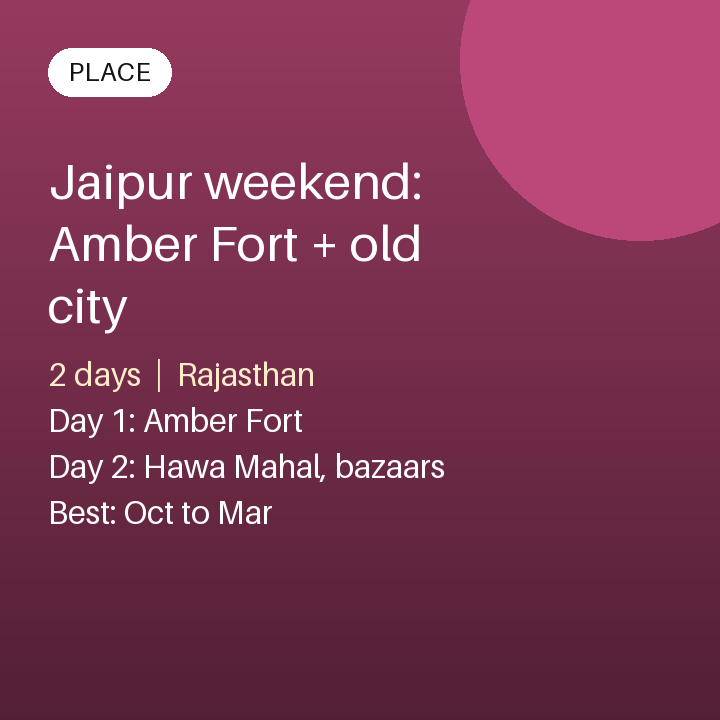 PLACE
Jaipur weekend:
Amber Fort + old
city
2 days | Rajasthan
Day 1: Amber Fort
Day 2: Hawa Mahal, bazaars
Best: Oct to Mar